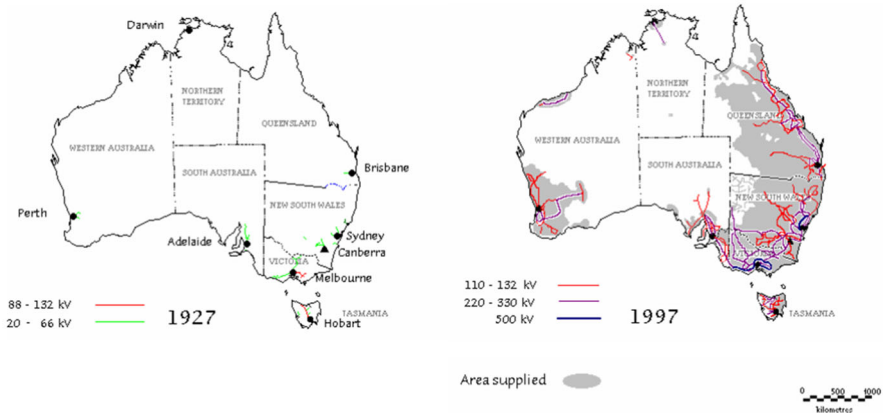 Darwin
NORTHERN
TERRITORY
QUEENSLAND
WESTERN AUSTRALIA
SOUTH AUSTRALIA
Brisbane
NEW SOUTH WALES
Perth
Adelaide
Sydney
Canberra
VICTORIA
Melbourne
88 - 132 kV
20 - 66 kV
1927
TASMANIA
Hobart
NORTHERN
TERRITORY
QUEENSLAND
WESTERN AUSTRALIA
SOUTH AUSTRALIA
NEW SOUTH WA
110 - 132 kV
220 - 330 kV
500 kV
1997
TASMANIA
Area supplied
0 500 1000
kilometres